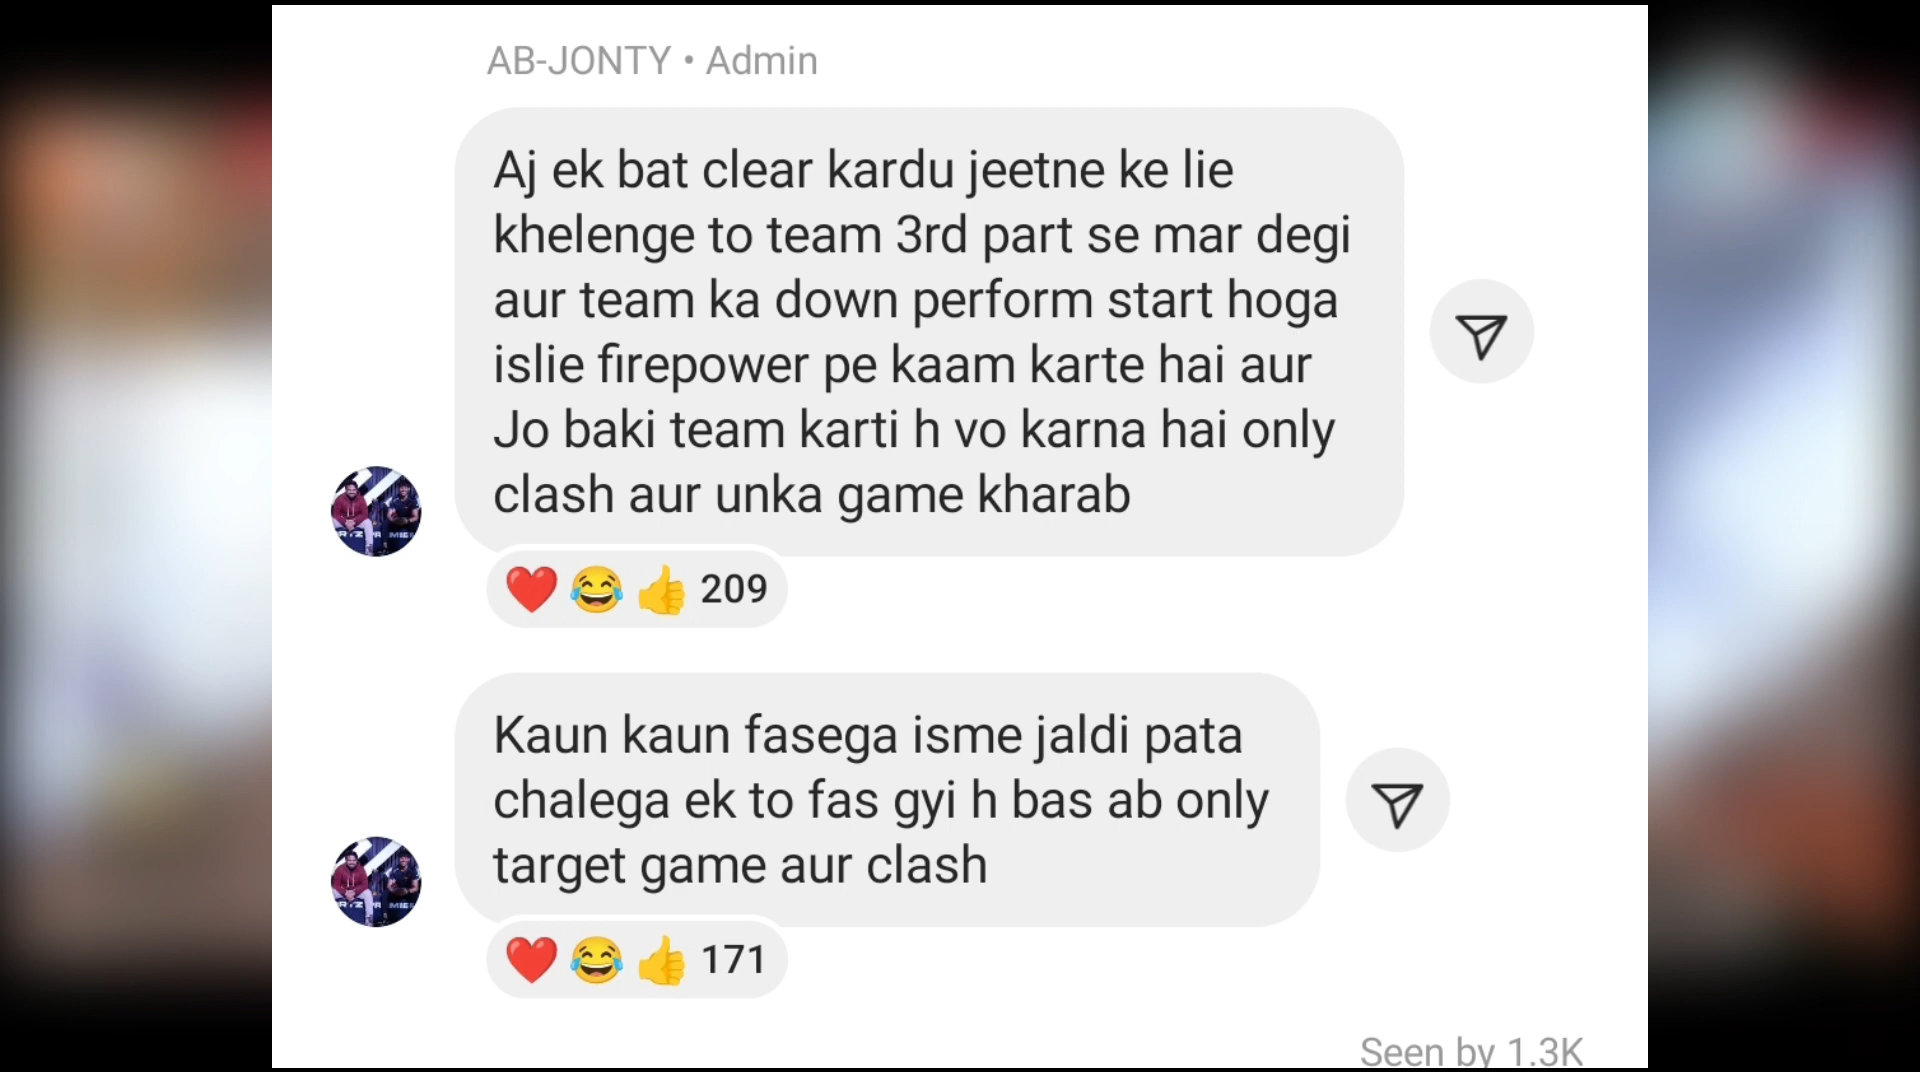 AB-JONTY • Admin
Aj ek bat clear kardu jeetne ke lie
khelenge to team 3rd part se mar degi
aur team ka down perform start hoga
islie firepower pe kaam karte hai aur
Jo baki team karti h vo karna hai only
clash aur unka game kharab
209
Kaun kaun fasega isme jaldi pata
chalega ek to fas gyi h bas ab only
target game aur clash
171
Seen by 1.3K